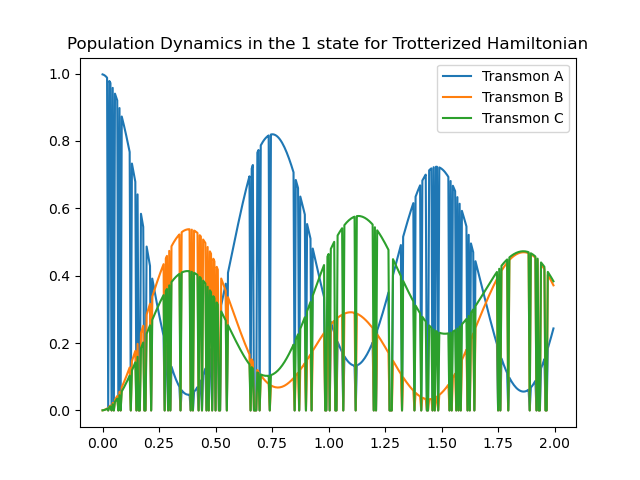 Population Dynamics in the 1 state for Trotterized Hamiltonian
1.0
0.8
0.6
0.4
0.2
0.0
Transmon A
Transmon B
Transmon C
0.00 0.25 0.50 0.75 1.00 1.25 1.50 1.75 2.00